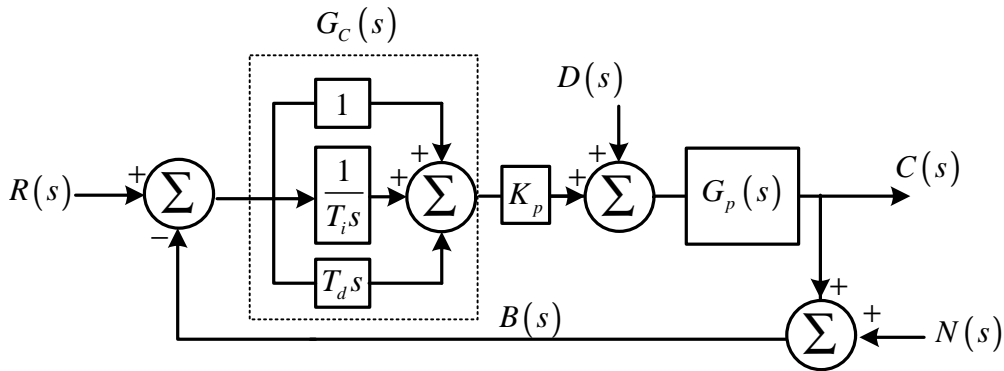 G_C(s)
1
D(s)
+
+
R(s)
+
Σ
−
1/(T_i s)
+
Σ
K_p
+
Σ
G_p(s)
C(s)
T_d s
+
B(s)
+
Σ
+
N(s)